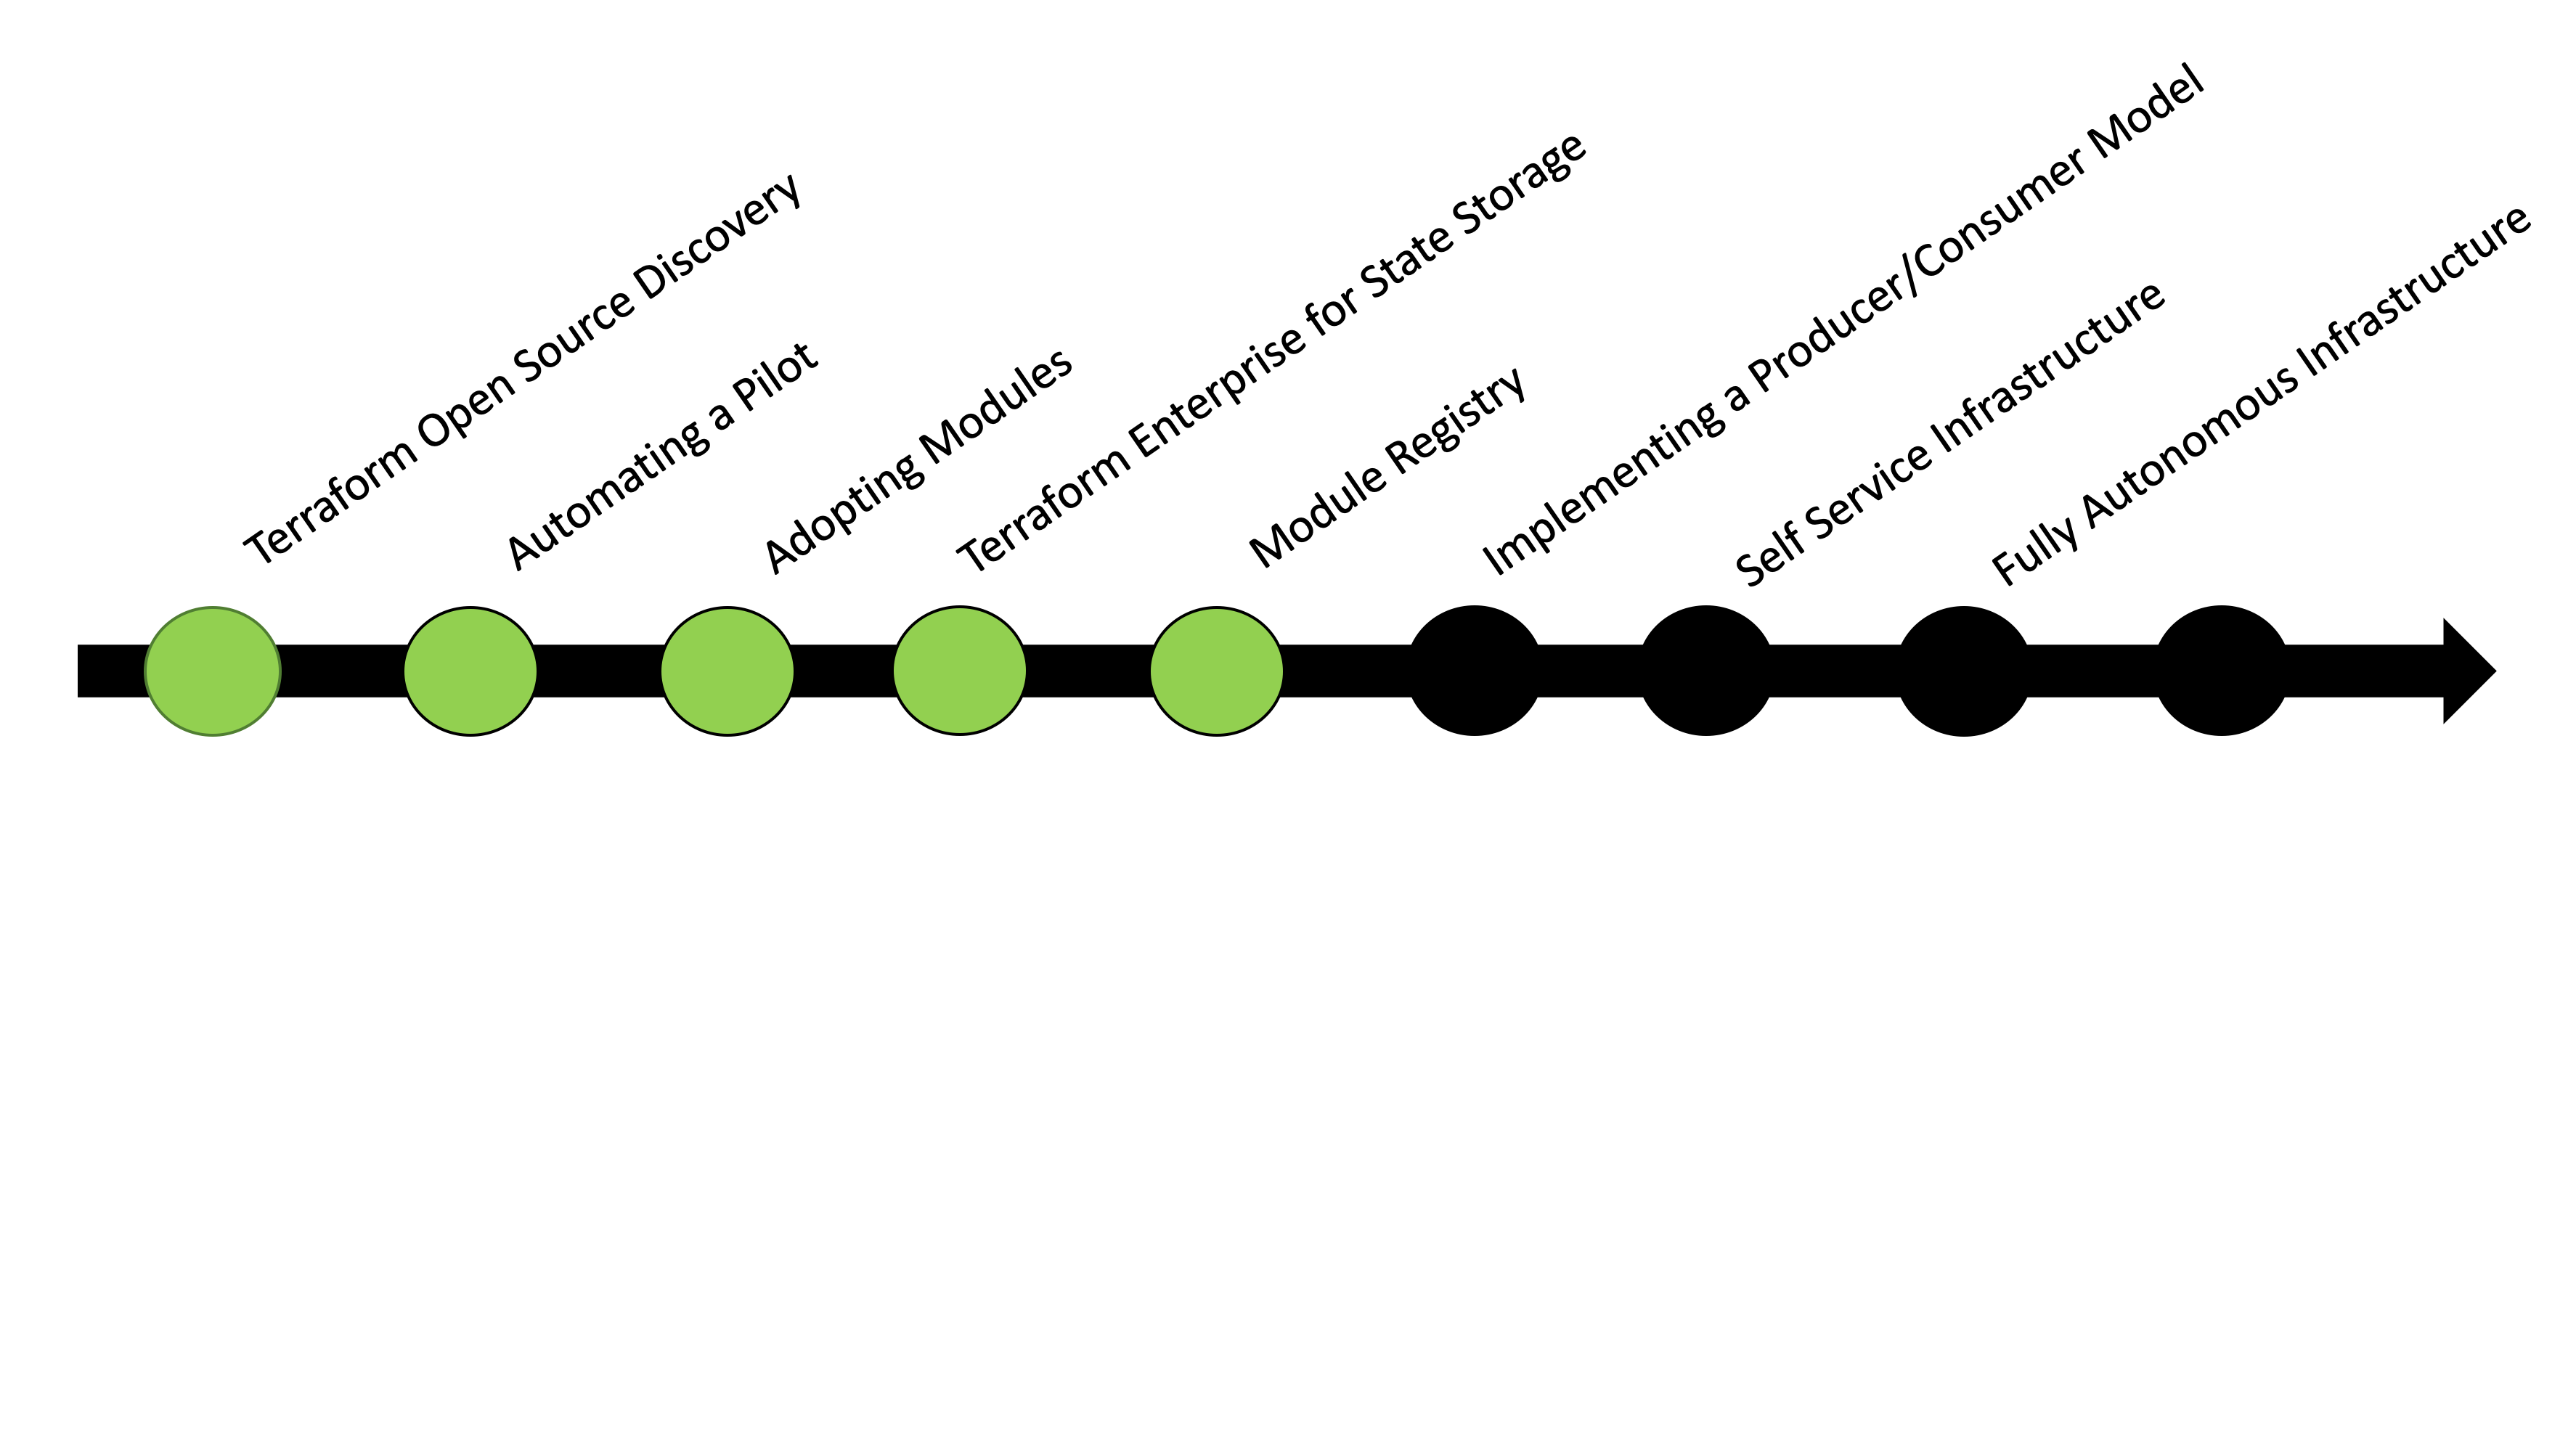 Terraform Open Source Discovery
Automating a Pilot
Adopting Modules
Terraform Enterprise for State Storage
Module Registry
Implementing a Producer/Consumer Model
Self Service Infrastructure
Fully Autonomous Infrastructure